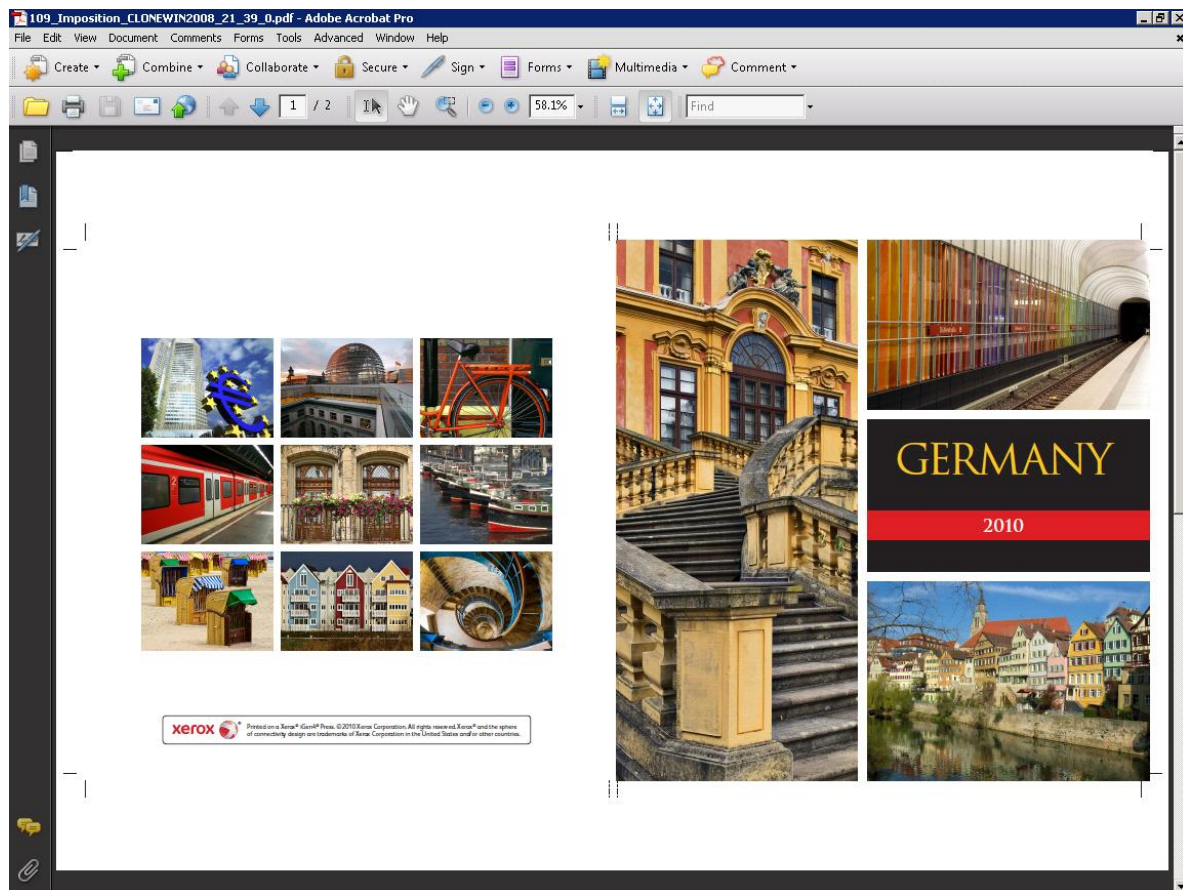 109_Imposition_CLONEWIN2008_21_39_0.pdf - Adobe Acrobat Pro
File Edit View Document Comments Forms Tools Advanced Window Help
Create Combine Collaborate Secure Sign Forms Multimedia Comment
1 / 2 58.1% Find
GERMANY
2010
2
xerox Printed on a Xerox® iGen4® Press. ©2010 Xerox Corporation. All rights reserved. Xerox® and the sphere
of connectivity design are trademarks of Xerox Corporation in the United States and/or other countries.